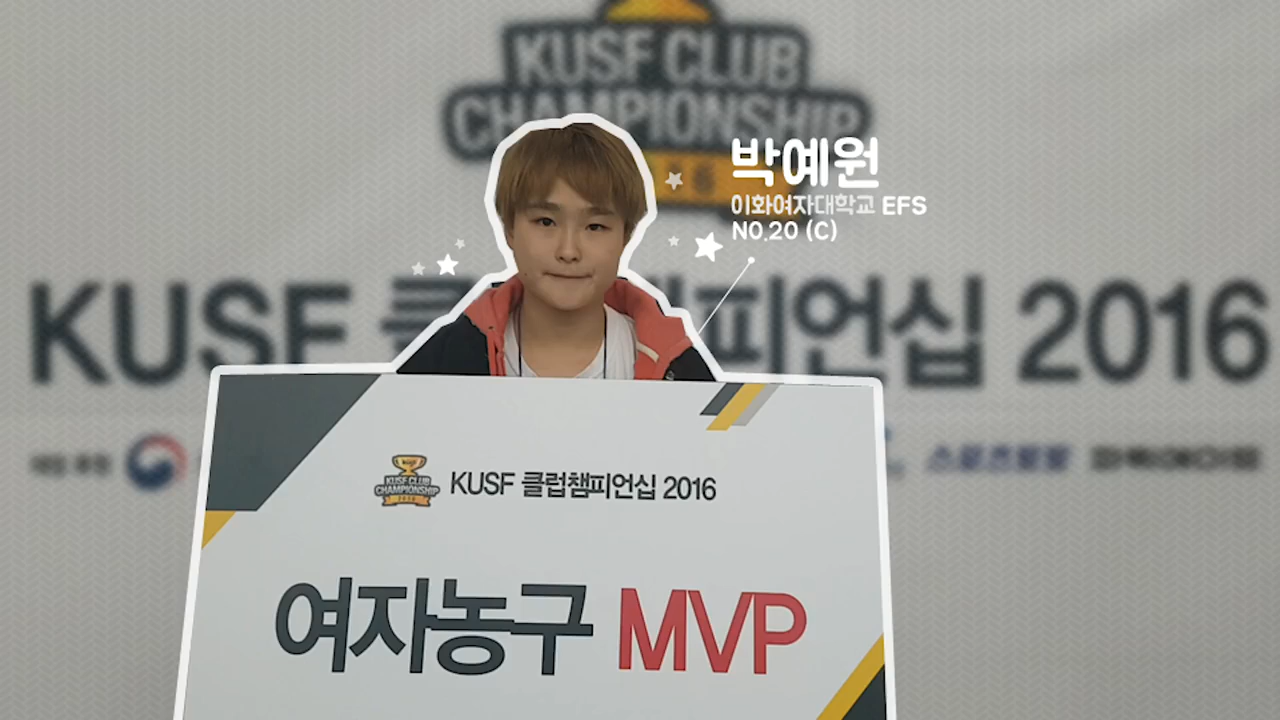 KUSF CLUB
CHAMPIONSHIP
박예원
이화여자대학교 EFS
NO.20 (C)
KUSF 클럽챔피언십 2016
KUSF CLUB
CHAMPIONSHIP
2016
KUSF 클럽챔피언십 2016
여자농구 MVP